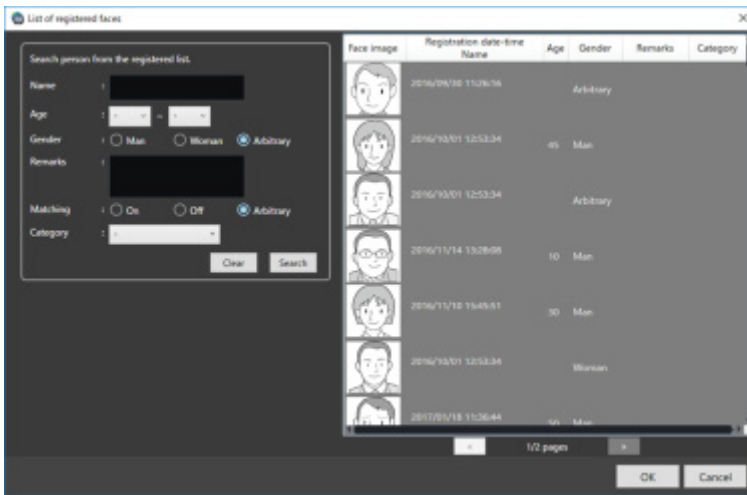 List of registered faces
Search person from the registered list.
Name :
Age : - ~ -
Gender : Man Woman Arbitrary
Remarks :
Matching : On Off Arbitrary
Category : -
Clear Search
Face image Registration date-time Name Age Gender Remarks Category
2016/09/30 11:26:16 Arbitrary
2016/10/01 12:53:34 45 Man
2016/10/01 12:53:34 Arbitrary
2016/11/14 13:28:08 10 Man
2016/11/10 15:45:51 30 Man
2016/10/01 12:53:34 Woman
2017/01/18 11:36:44 50 Man
< 1/2 pages >
OK Cancel